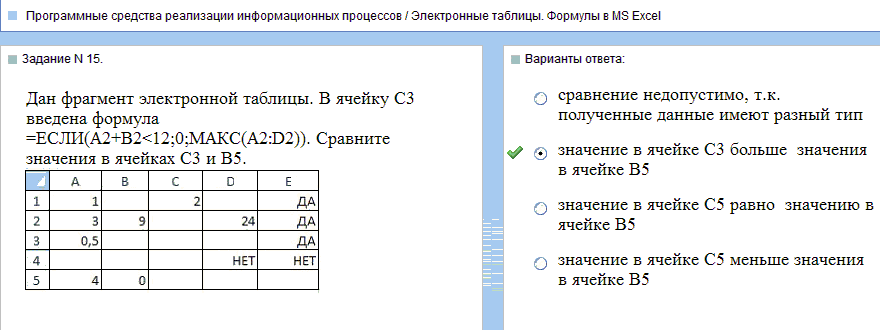 Программные средства реализации информационных процессов / Электронные таблицы. Формулы в MS Excel
Задание N 15.
Дан фрагмент электронной таблицы. В ячейку С3
введена формула
=ЕСЛИ(A2+B2<12;0;МАКС(A2:D2)). Сравните
значения в ячейках С3 и В5.
A B C D E
1 1 2 ДА
2 3 9 24 ДА
3 0,5 ДА
4 НЕТ НЕТ
5 4 0
Варианты ответа:
сравнение недопустимо, т.к.
полученные данные имеют разный тип
значение в ячейке С3 больше значения
в ячейке В5
значение в ячейке С5 равно значению в
ячейке В5
значение в ячейке С5 меньше значения
в ячейке В5